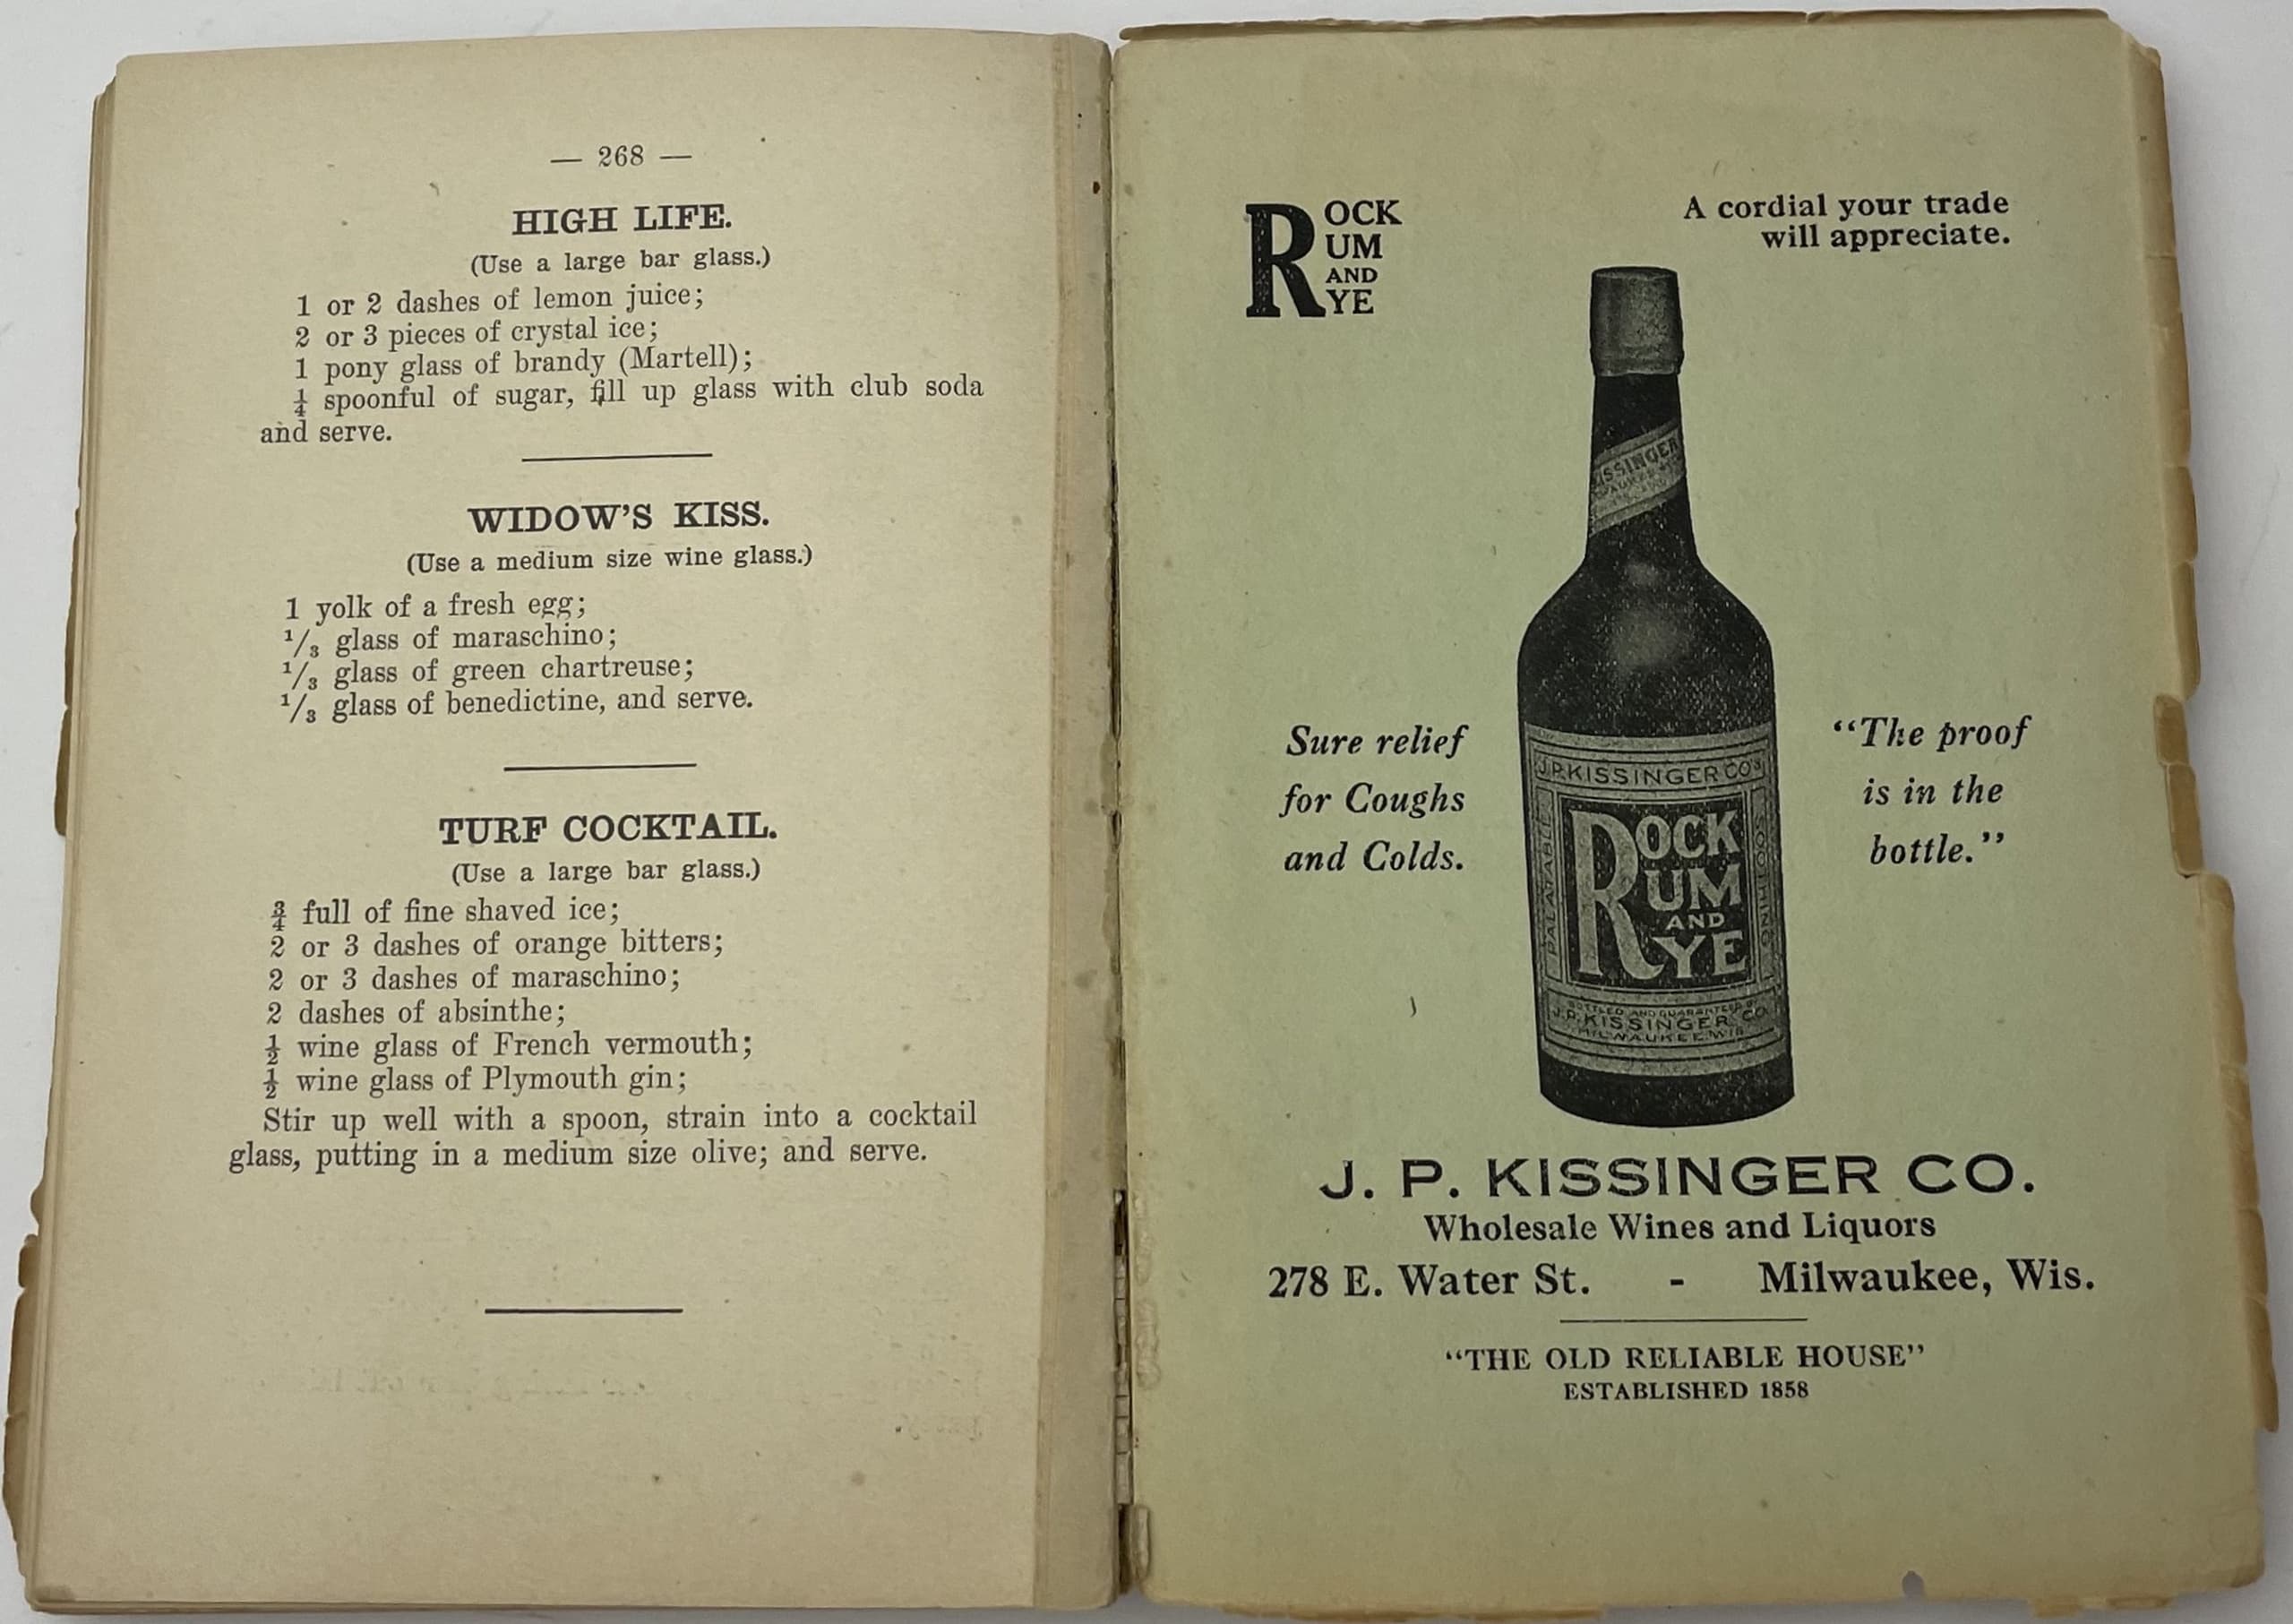 — 268 —
HIGH LIFE.
(Use a large bar glass.)
1 or 2 dashes of lemon juice;
2 or 3 pieces of crystal ice;
1 pony glass of brandy (Martell);
¼ spoonful of sugar, fill up glass with club soda
and serve.
WIDOW'S KISS.
(Use a medium size wine glass.)
1 yolk of a fresh egg;
1/3 glass of maraschino;
1/3 glass of green chartreuse;
1/3 glass of benedictine, and serve.
TURF COCKTAIL.
(Use a large bar glass.)
¾ full of fine shaved ice;
2 or 3 dashes of orange bitters;
2 or 3 dashes of maraschino;
2 dashes of absinthe;
½ wine glass of French vermouth;
½ wine glass of Plymouth gin;
Stir up well with a spoon, strain into a cocktail
glass, putting in a medium size olive; and serve.
ROCK
RUM
AND
RYE
A cordial your trade
will appreciate.
KISSINGER
Sure relief
for Coughs
and Colds.
"The proof
is in the
bottle."
J.P. KISSINGER CO'S
PALATABLE
ROCK
RUM
AND
RYE
SOOTHING
BOTTLED AND GUARANTEED BY
J.P. KISSINGER CO.
MILWAUKEE, WIS.
J. P. KISSINGER CO.
Wholesale Wines and Liquors
278 E. Water St. - Milwaukee, Wis.
"THE OLD RELIABLE HOUSE"
ESTABLISHED 1858